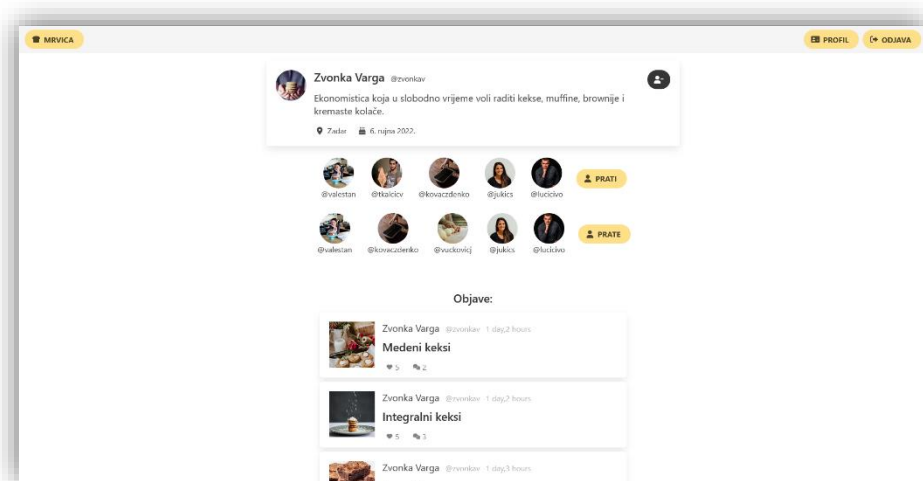 MRVICA PROFIL ODJAVA
Zvonka Varga @zvonkav
Ekonomistica koja u slobodno vrijeme voli raditi kekse, muffine, brownije i
kremaste kolače.
Zadar 6. rujna 2022.
@valestan @tkalcicv @kovaczdenko @jukics @lucicivo PRATI
@valestan @kovaczdenko @vuckovicj @jukics @lucicivo PRATE
Objave:
Zvonka Varga @zvonkav 1 day,2 hours
Medeni keksi
5 2
Zvonka Varga @zvonkav 1 day,2 hours
Integralni keksi
5 3
Zvonka Varga @zvonkav 1 day,3 hours